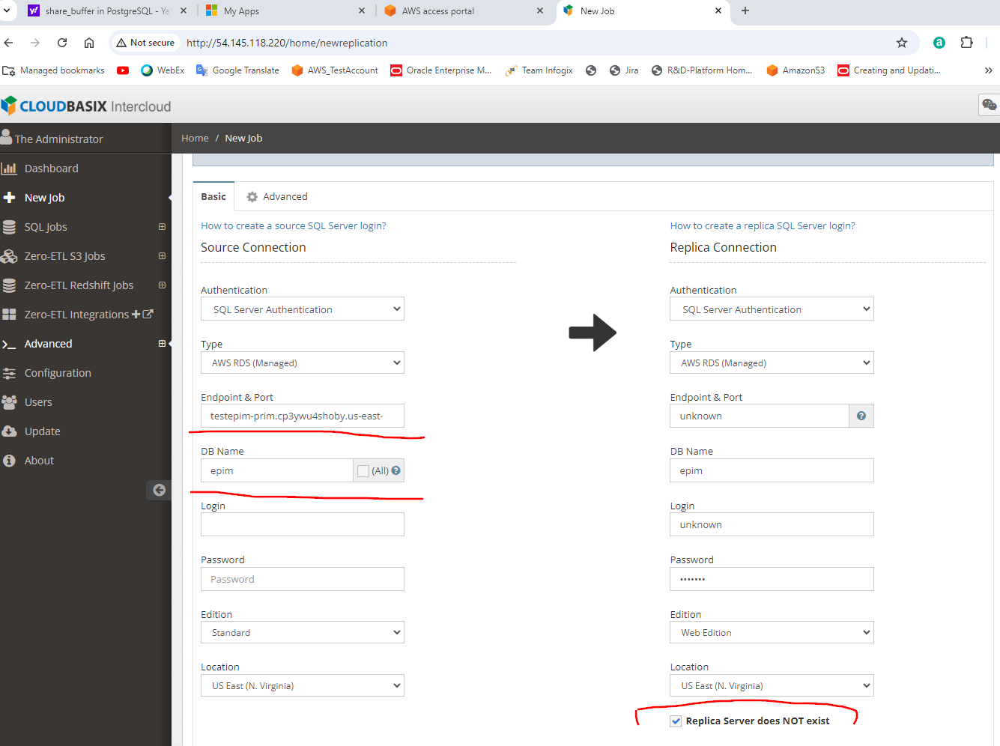 share_buffer in PostgreSQL - Ya
My Apps
AWS access portal
New Job
Not secure
http://54.145.118.220/home/newreplication
a
Managed bookmarks
WebEx
Google Translate
AWS_TestAccount
Oracle Enterprise M...
Team Infogix
Jira
R&D-Platform Hom...
AmazonS3
Creating and Updati...
CLOUDBASIX Intercloud
The Administrator
Home / New Job
Dashboard
New Job
SQL Jobs
Zero-ETL S3 Jobs
Zero-ETL Redshift Jobs
Zero-ETL Integrations
Advanced
Configuration
Users
Update
About
Basic
Advanced
How to create a source SQL Server login?
Source Connection
Authentication
SQL Server Authentication
Type
AWS RDS (Managed)
Endpoint & Port
testepim-prim.cp3ywu4shoby.us-east-
DB Name
epim
(All)
Login
Password
Password
Edition
Standard
Location
US East (N. Virginia)
How to create a replica SQL Server login?
Replica Connection
Authentication
SQL Server Authentication
Type
AWS RDS (Managed)
Endpoint & Port
unknown
DB Name
epim
Login
unknown
Password
•••••••
Edition
Web Edition
Location
US East (N. Virginia)
Replica Server does NOT exist